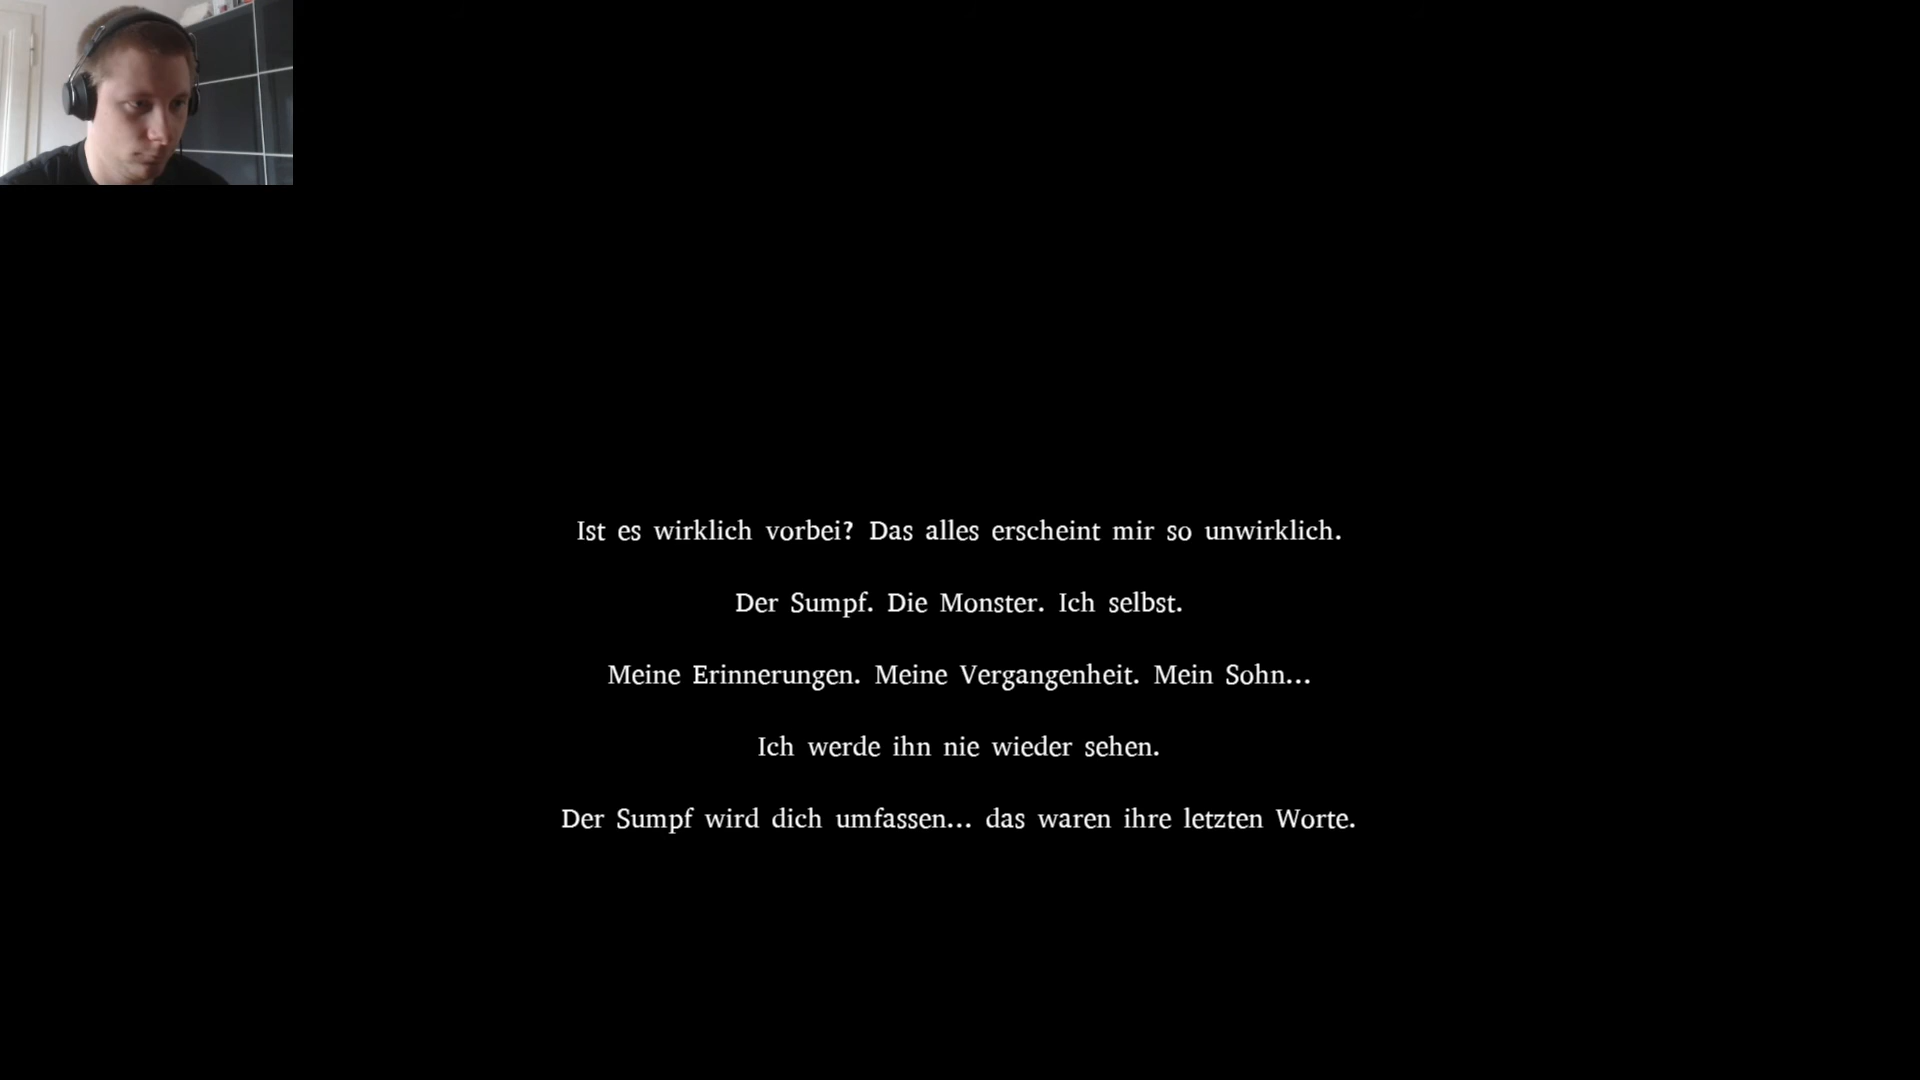 Ist es wirklich vorbei? Das alles erscheint mir so unwirklich.
Der Sumpf. Die Monster. Ich selbst.
Meine Erinnerungen. Meine Vergangenheit. Mein Sohn...
Ich werde ihn nie wieder sehen.
Der Sumpf wird dich umfassen... das waren ihre letzten Worte.